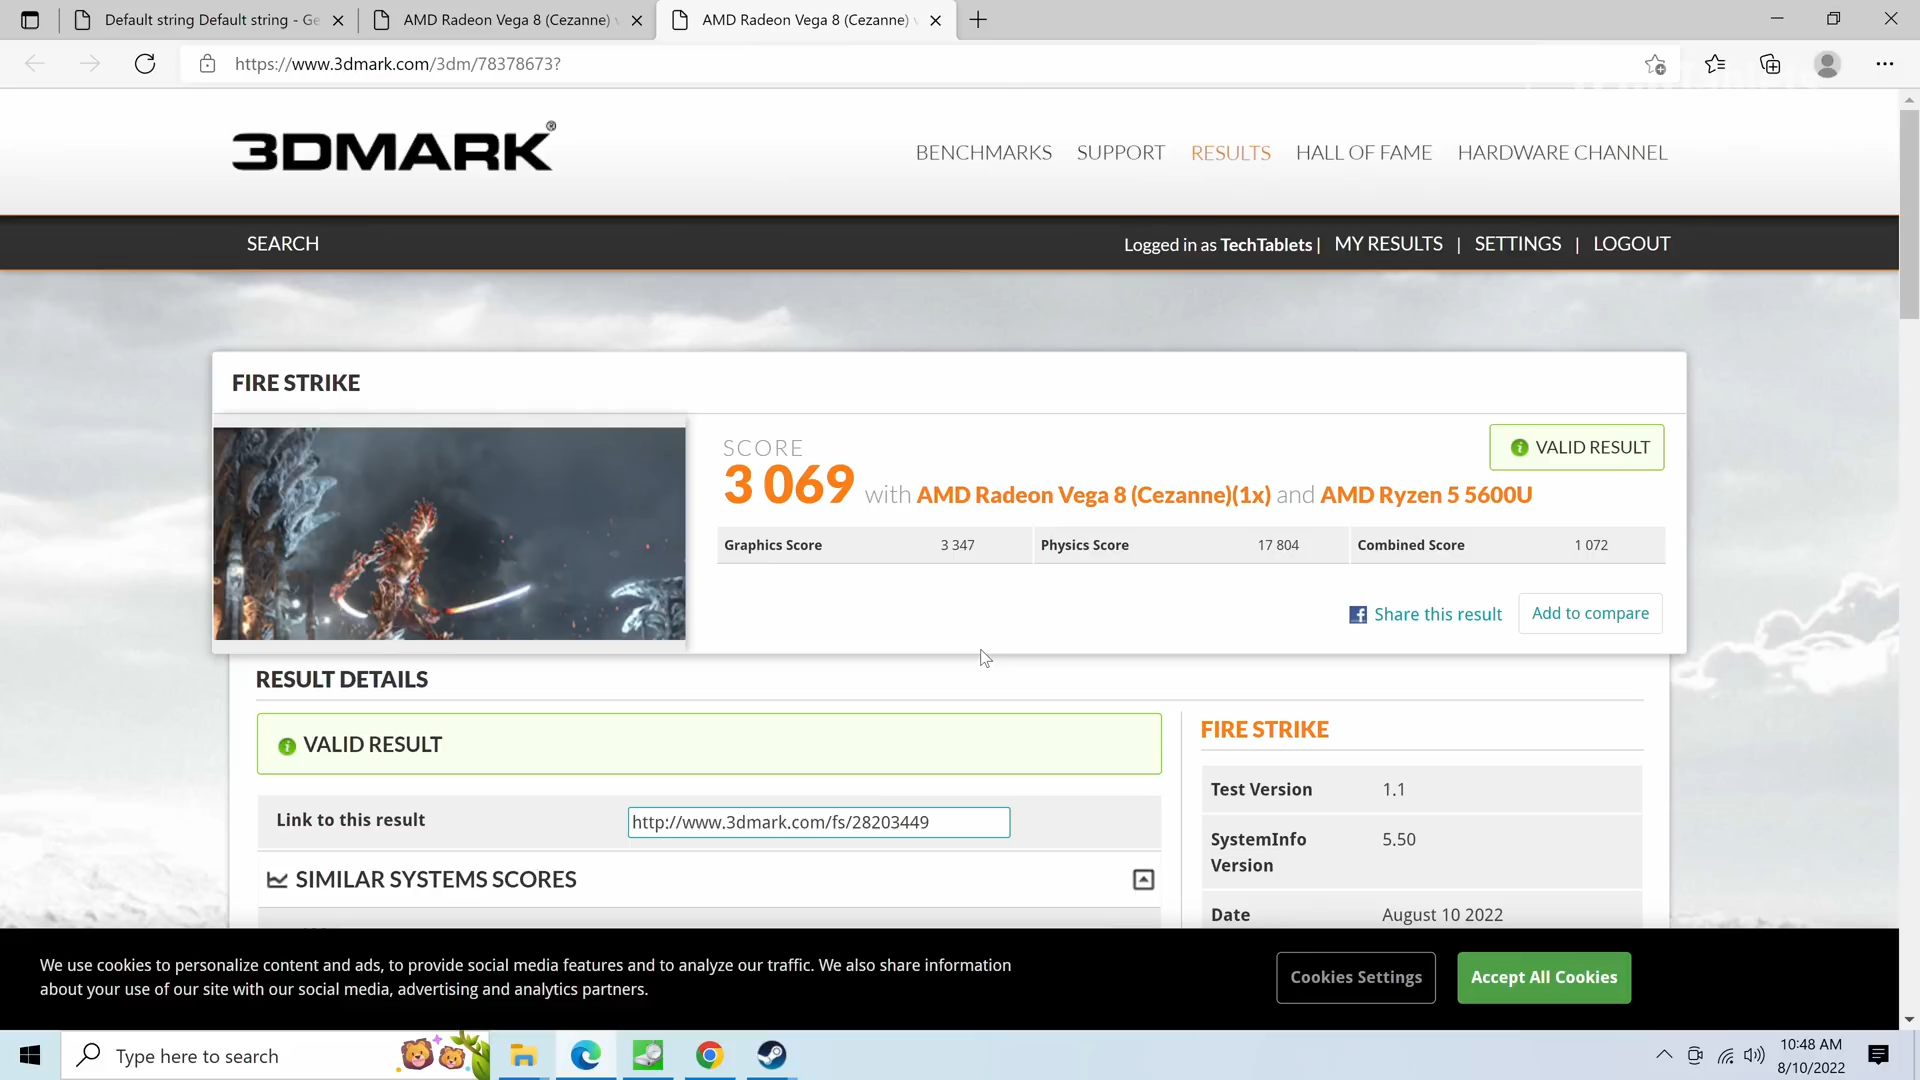 Default string Default string - Ge
AMD Radeon Vega 8 (Cezanne) v
AMD Radeon Vega 8 (Cezanne) v
https://www.3dmark.com/3dm/78378673?
3DMARK®
BENCHMARKS SUPPORT RESULTS HALL OF FAME HARDWARE CHANNEL
SEARCH
Logged in as TechTablets | MY RESULTS | SETTINGS | LOGOUT
FIRE STRIKE
SCORE
VALID RESULT
3 069 with AMD Radeon Vega 8 (Cezanne)(1x) and AMD Ryzen 5 5600U
Graphics Score 3 347 Physics Score 17 804 Combined Score 1 072
Share this result Add to compare
RESULT DETAILS
VALID RESULT
Link to this result http://www.3dmark.com/fs/28203449
SIMILAR SYSTEMS SCORES
FIRE STRIKE
Test Version 1.1
SystemInfo Version 5.50
Date August 10 2022
We use cookies to personalize content and ads, to provide social media features and to analyze our traffic. We also share information
about your use of our site with our social media, advertising and analytics partners.
Cookies Settings Accept All Cookies
Type here to search
10:48 AM
8/10/2022